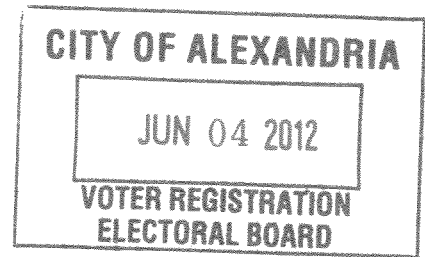 CITY OF ALEXANDRIA
JUN 04 2012
VOTER REGISTRATION
ELECTORAL BOARD